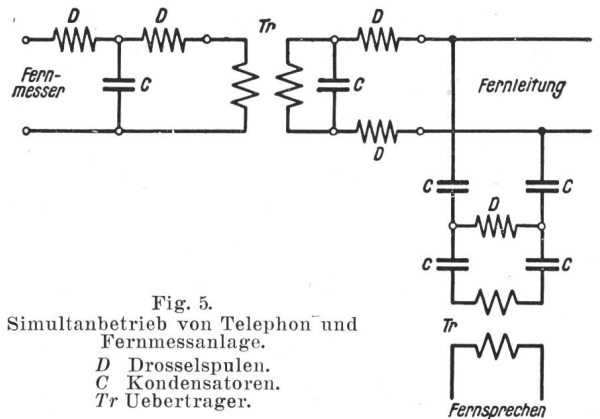 D
D
Tr
D
Fern-
messer
C
C
Fernleitung
D
C
C
D
C
C
Tr
Fernsprechen
Fig. 5.
Simultanbetrieb von Telephon und
Fernmessanlage.
D Drosselspulen.
C Kondensatoren.
Tr Uebertrager.